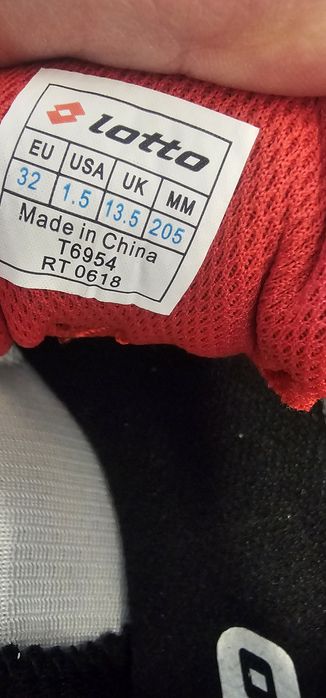 lotto
EU USA UK MM
32 1.5 13.5 205
Made in China
T6954
RT 0618